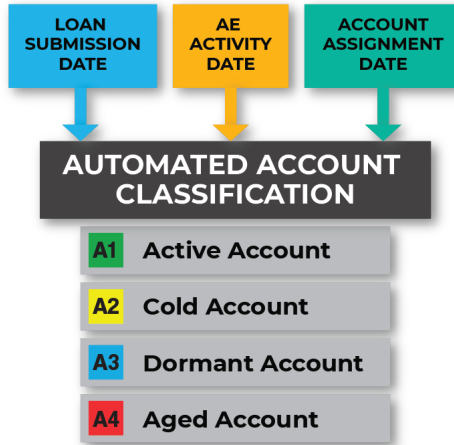 LOAN
SUBMISSION
DATE
AE
ACTIVITY
DATE
ACCOUNT
ASSIGNMENT
DATE
AUTOMATED ACCOUNT
CLASSIFICATION
A1 Active Account
A2 Cold Account
A3 Dormant Account
A4 Aged Account